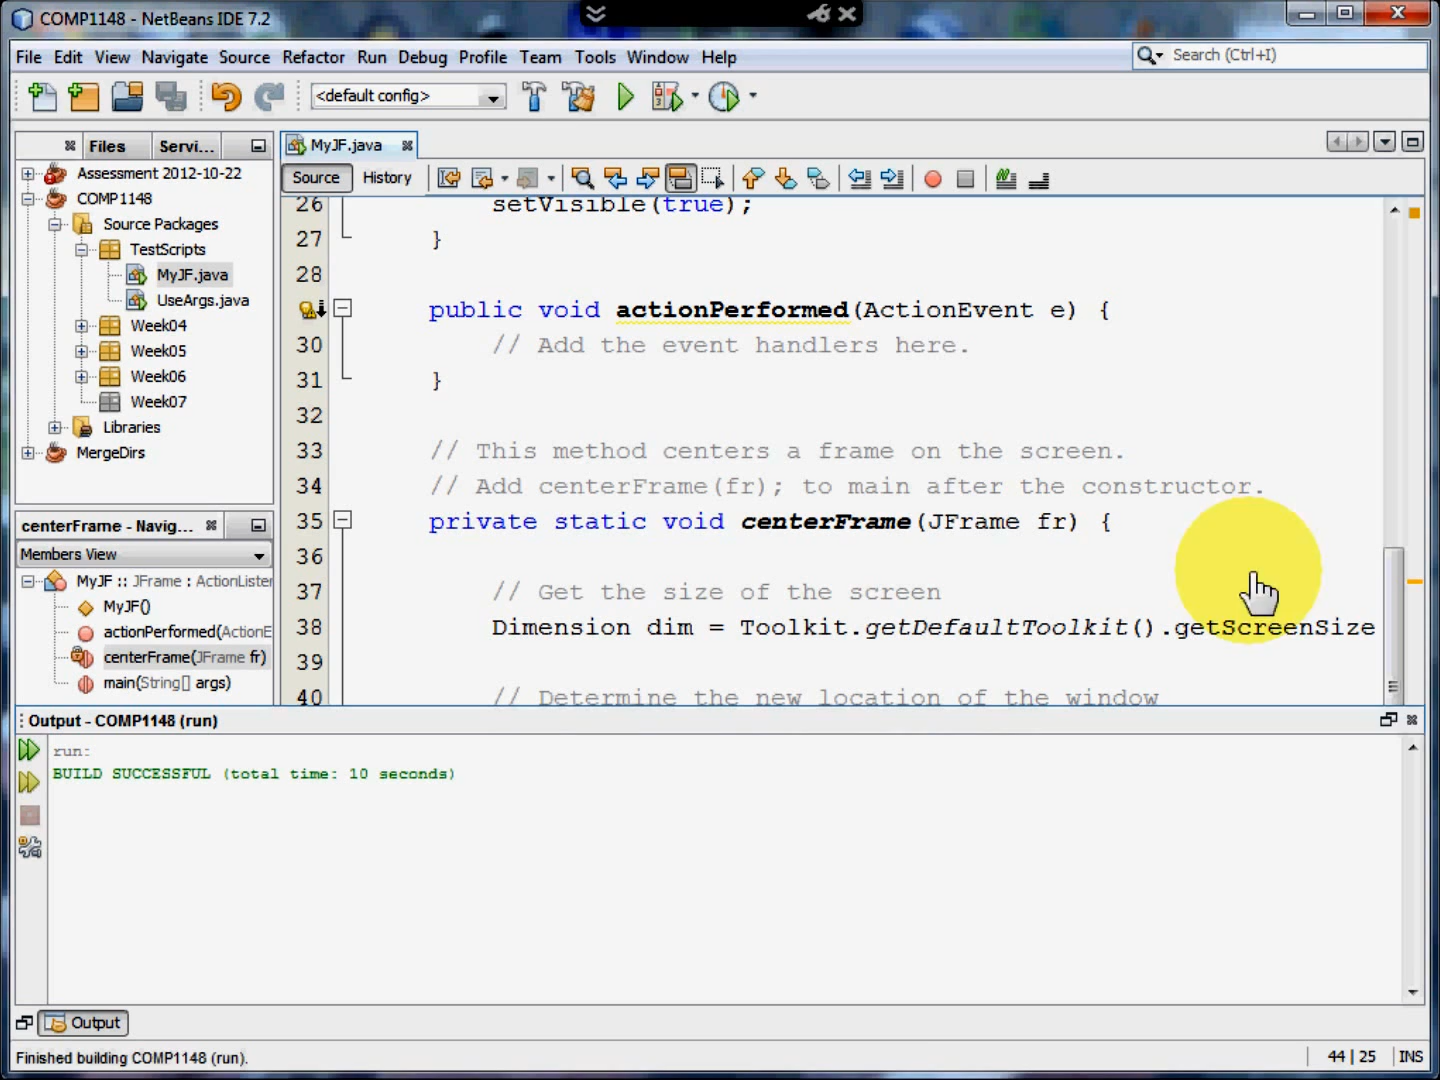 COMP1148 - NetBeans IDE 7.2
File Edit View Navigate Source Refactor Run Debug Profile Team Tools Window Help
Search (Ctrl+I)
<default config>
Files
Servi...
Assessment 2012-10-22
COMP1148
Source Packages
TestScripts
MyJF.java
UseArgs.java
Week04
Week05
Week06
Week07
Libraries
MergeDirs
centerFrame - Navig...
Members View
MyJF :: JFrame : ActionListen
MyJF()
actionPerformed(ActionE
centerFrame(JFrame fr)
main(String[] args)
MyJF.java
Source History
26 setVisible(true);
27 }
28
public void actionPerformed(ActionEvent e) {
30 // Add the event handlers here.
31 }
32
33 // This method centers a frame on the screen.
34 // Add centerFrame(fr); to main after the constructor.
35 private static void centerFrame(JFrame fr) {
36
37 // Get the size of the screen
38 Dimension dim = Toolkit.getDefaultToolkit().getScreenSize
39
40 // Determine the new location of the window
Output - COMP1148 (run)
run:
BUILD SUCCESSFUL (total time: 10 seconds)
Output
Finished building COMP1148 (run).
44 | 25 INS